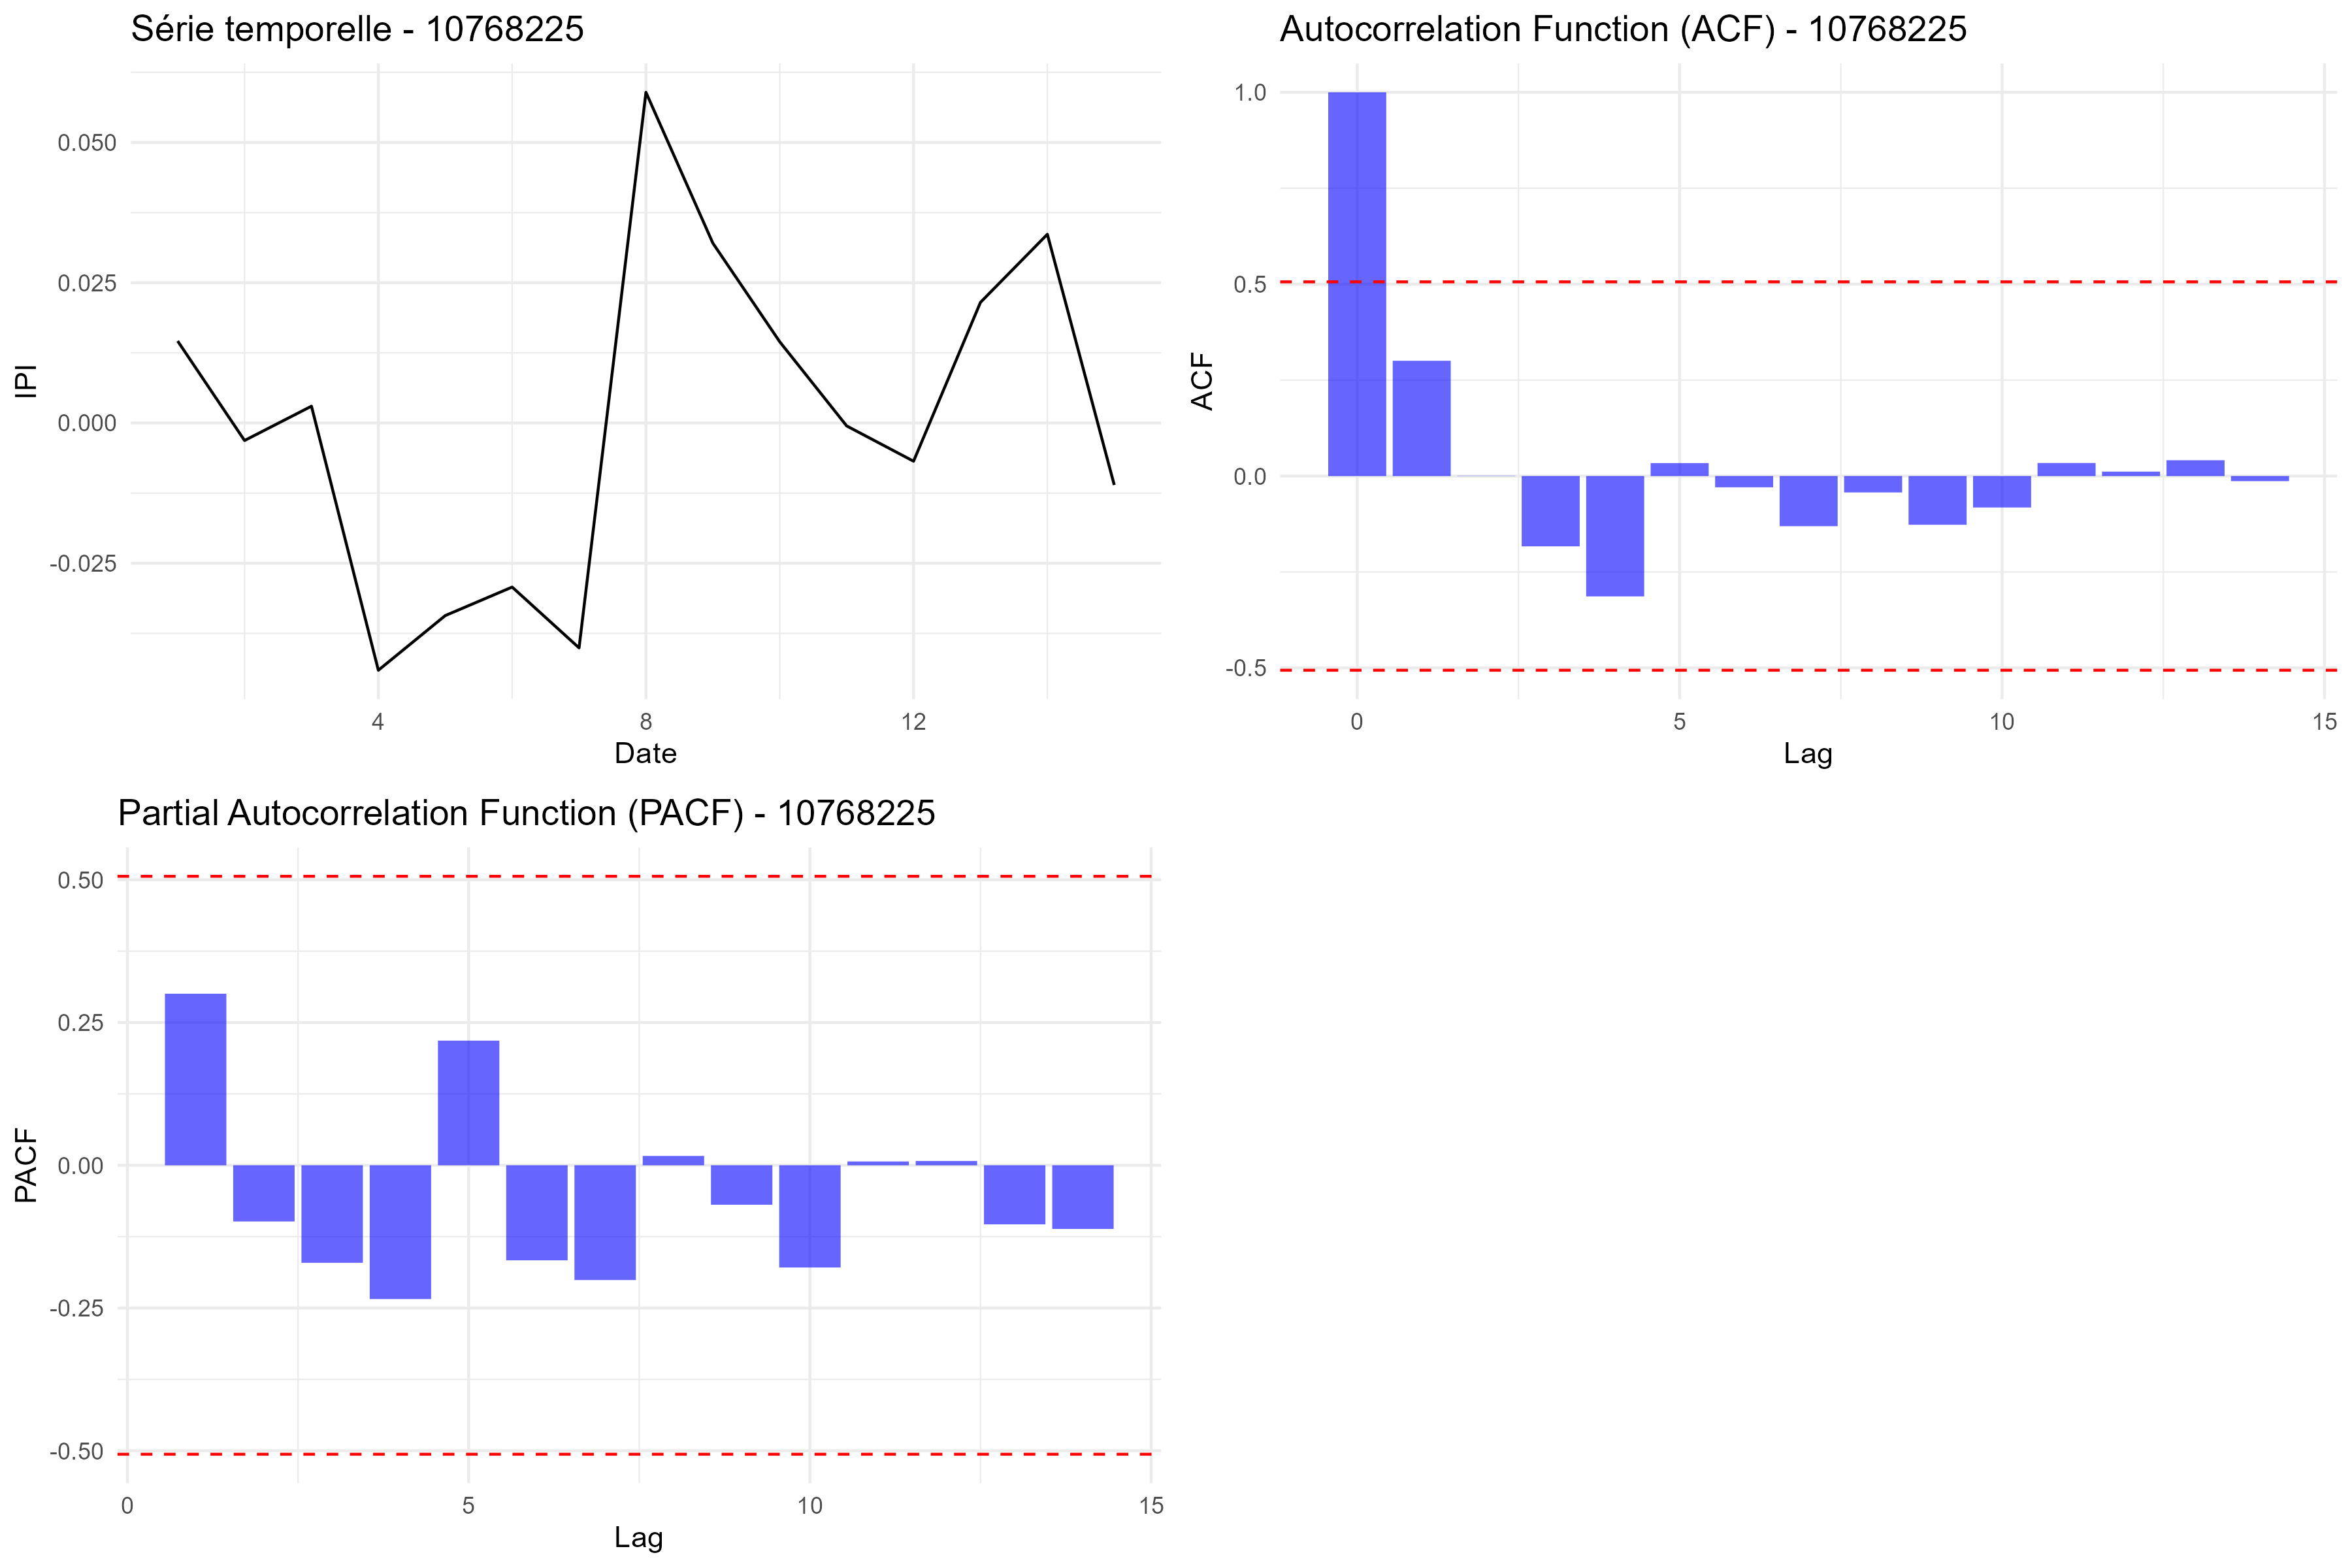 Série temporelle - 10768225
IPI
0.050
0.025
0.000
-0.025
4
8
12
Date
Autocorrelation Function (ACF) - 10768225
ACF
1.0
0.5
0.0
-0.5
0
5
10
15
Lag
Partial Autocorrelation Function (PACF) - 10768225
PACF
0.50
0.25
0.00
-0.25
-0.50
0
5
10
15
Lag